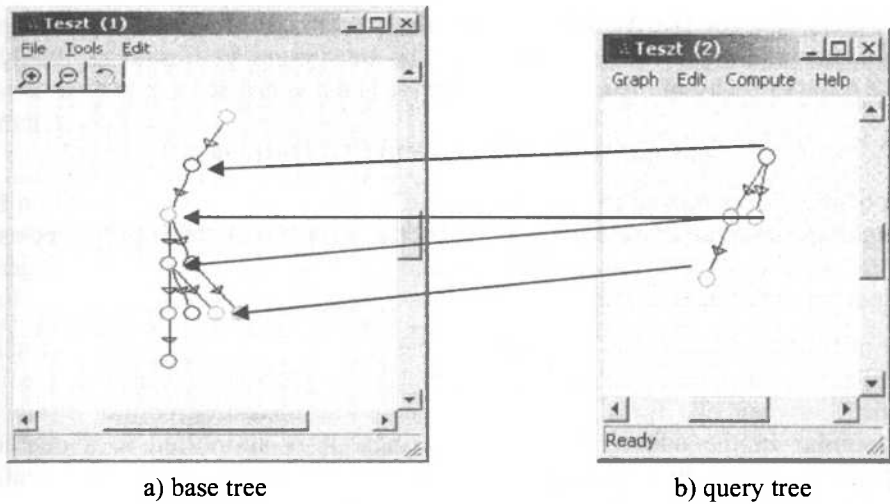 Teszt (1)
File Tools Edit
Teszt (2)
Graph Edit Compute Help
Ready
a) base tree
b) query tree